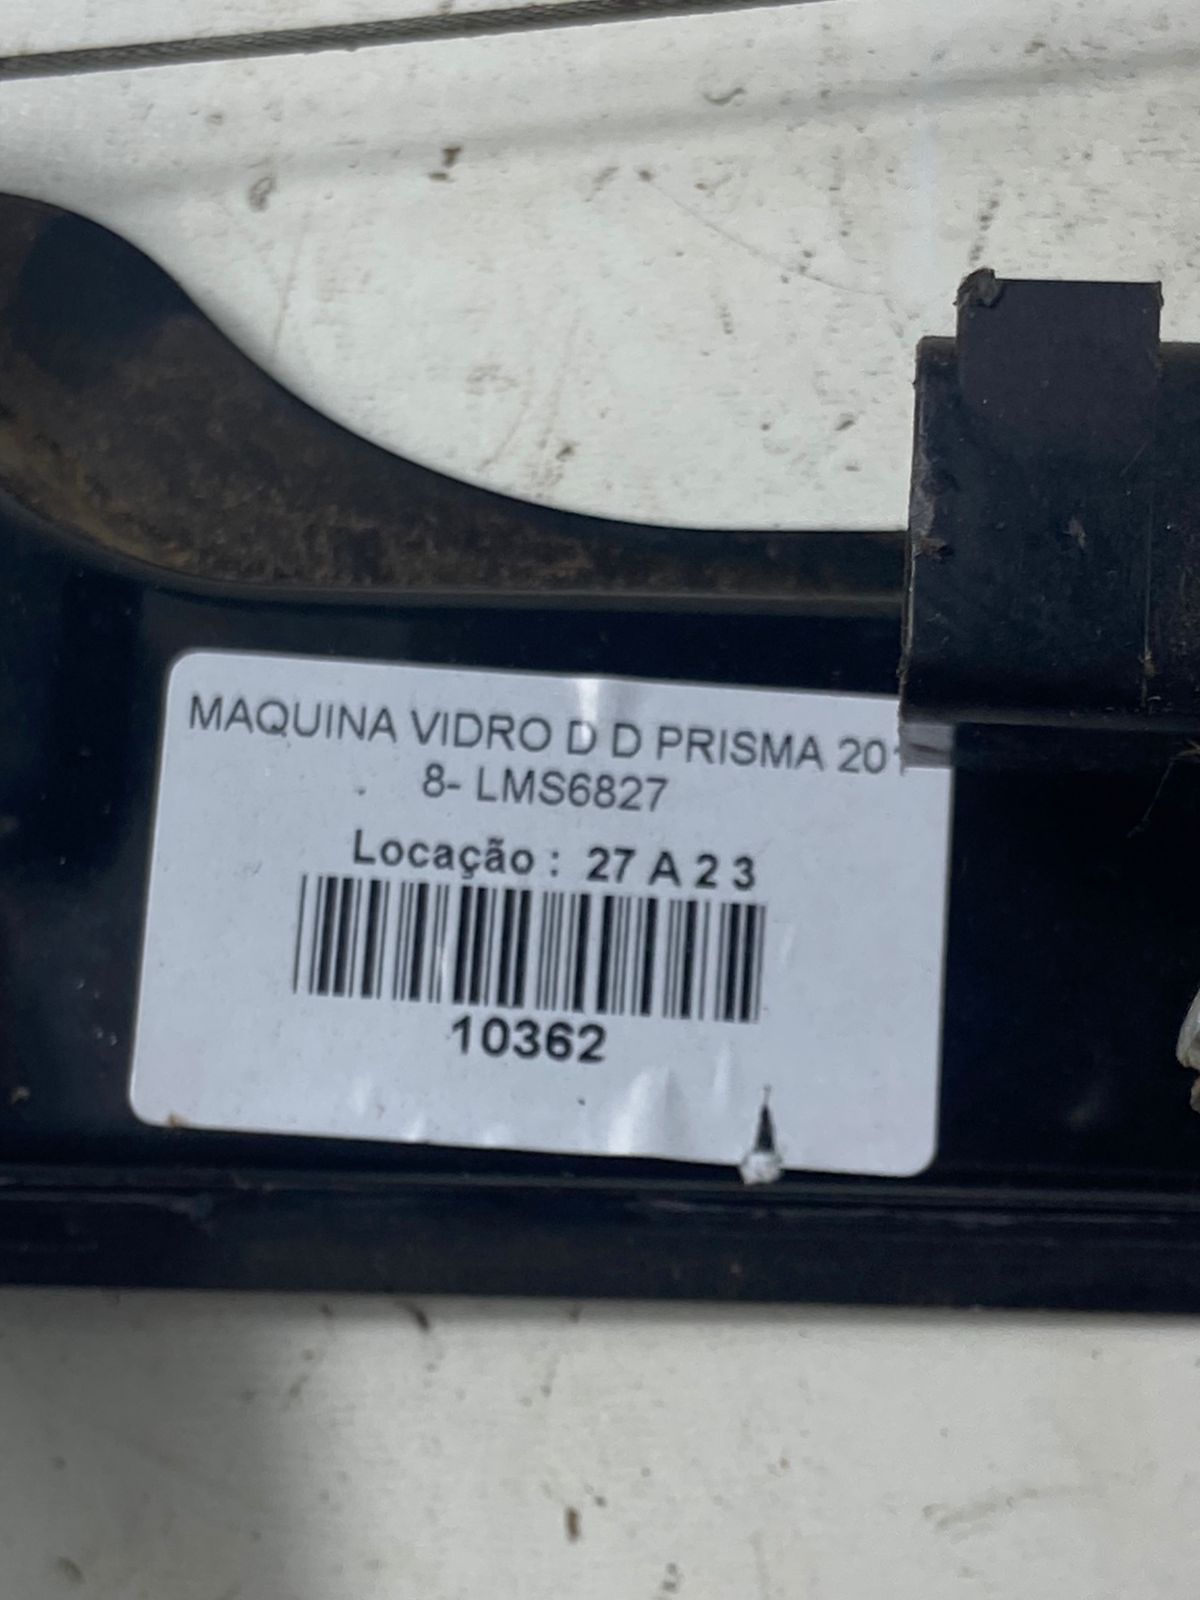 MAQUINA VIDRO D D PRISMA 201
8- LMS6827
Locação : 27 A 2 3
10362